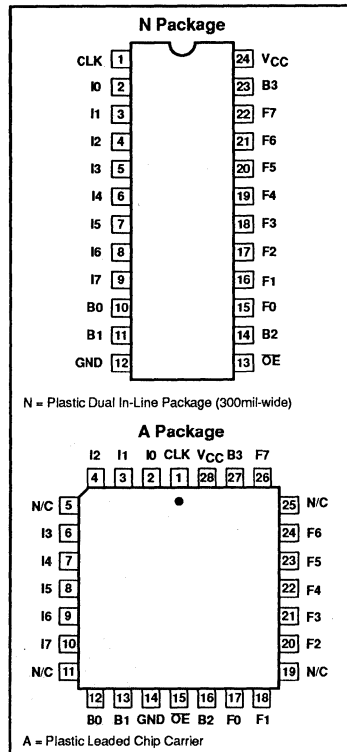 N Package
CLK 1 24 VCC
I0 2 23 B3
I1 3 22 F7
I2 4 21 F6
I3 5 20 F5
I4 6 19 F4
I5 7 18 F3
I6 8 17 F2
I7 9 16 F1
B0 10 15 F0
B1 11 14 B2
GND 12 13 OE
N = Plastic Dual In-Line Package (300mil-wide)
A Package
I2 I1 I0 CLK VCC B3 F7
4 3 2 1 28 27 26
N/C 5 25 N/C
I3 6 24 F6
I4 7 23 F5
I5 8 22 F4
I6 9 21 F3
I7 10 20 F2
N/C 11 19 N/C
12 13 14 15 16 17 18
B0 B1 GND OE B2 F0 F1
A = Plastic Leaded Chip Carrier